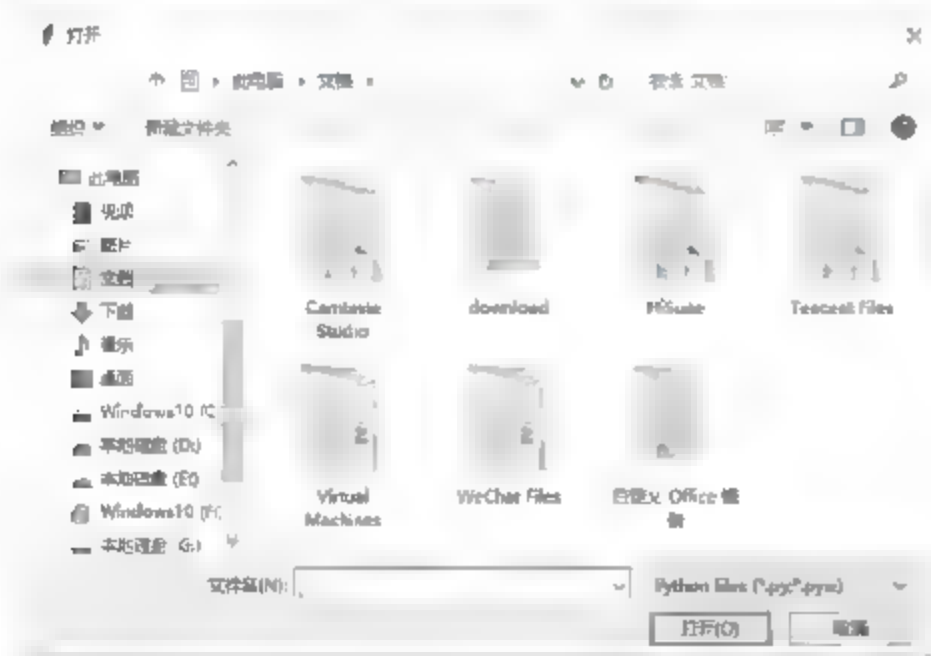 打开
此电脑 › 文档 ›
搜索 文档
组织 新建文件夹
此电脑
视频
图片
文档
下载
音乐
桌面
Windows10 (C
本地磁盘 (D:)
本地磁盘 (E:)
Windows10 (F:
本地磁盘 (G:)
Camtasia
Studio
download
Tencent Files
Virtual
Machines
WeChat Files
自定义 Office 模
板
文件名(N):
Python files (*.py;*.pyw)
打开(O)
取消